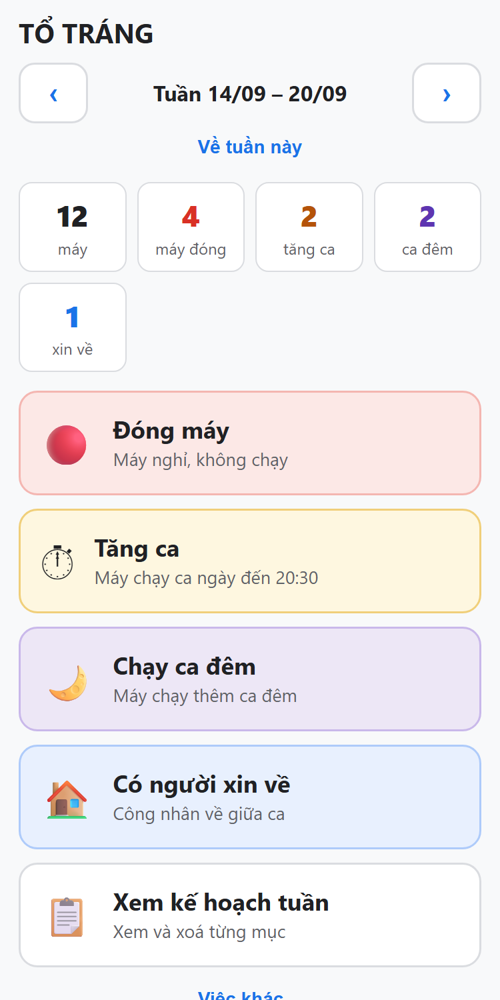 TỔ TRÁNG
‹ Tuần 14/09 – 20/09 ›
Về tuần này
12 4 2 2
máy máy đóng tăng ca ca đêm
1
xin về
Đóng máy
Máy nghỉ, không chạy
Tăng ca
Máy chạy ca ngày đến 20:30
Chạy ca đêm
Máy chạy thêm ca đêm
Có người xin về
Công nhân về giữa ca
Xem kế hoạch tuần
Xem và xoá từng mục
Việc khác